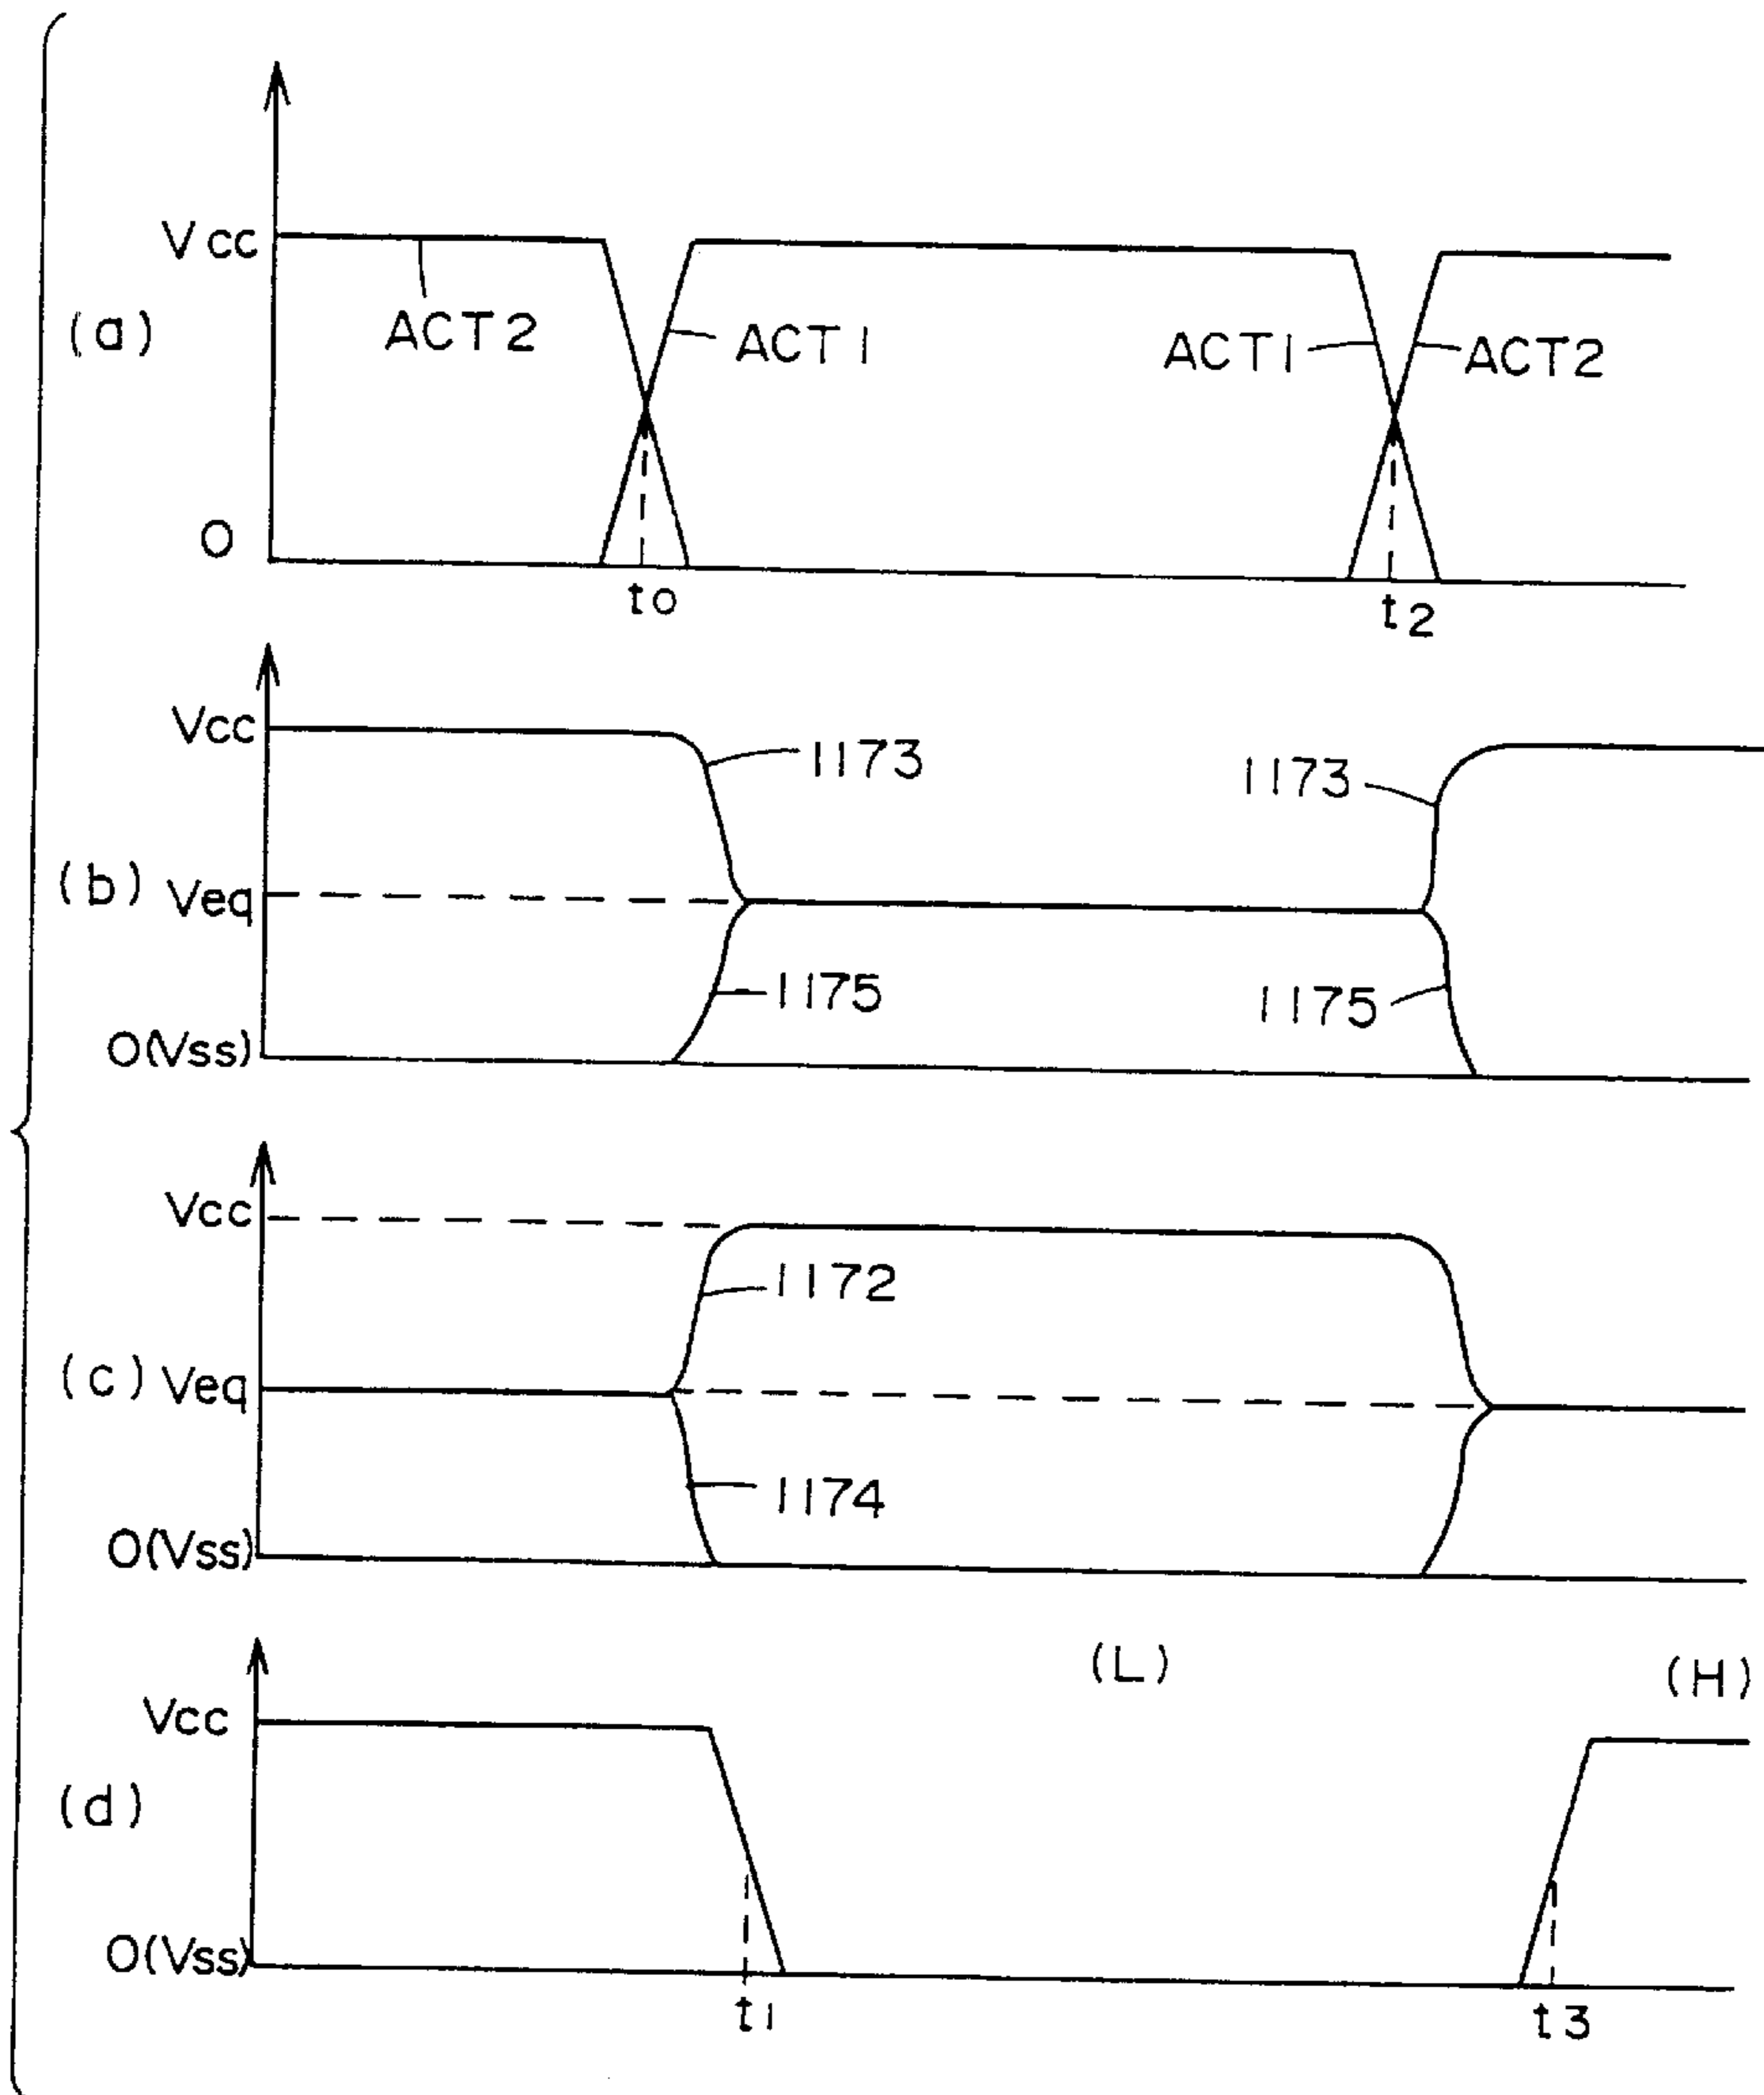 (a)
Vcc
ACT2
ACT1
ACT1
ACT2
0
t0
t2
(b)
Vcc
1173
1173
Veq
1175
1175
0(Vss)
(c)
Vcc
1172
Veq
1174
0(Vss)
(L)
(H)
(d)
Vcc
0(Vss)
t1
t3